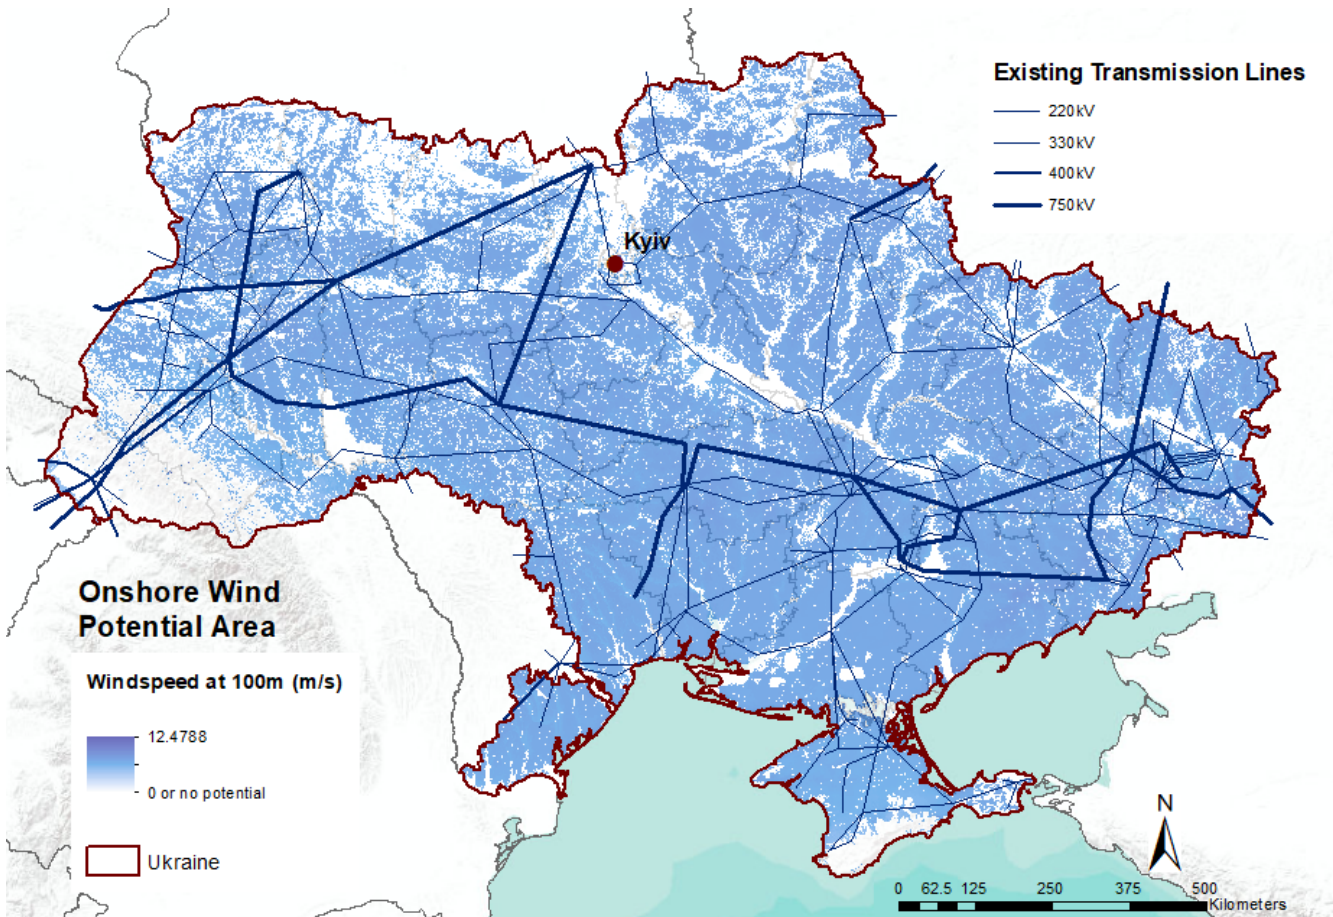 Existing Transmission Lines
220kV
330kV
400kV
750kV
Kyiv
Onshore Wind
Potential Area
Windspeed at 100m (m/s)
12.4788
0 or no potential
Ukraine
N
0 62.5 125 250 375 500
Kilometers